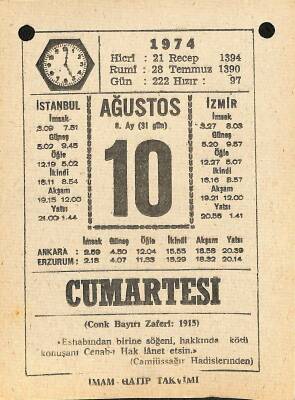 1974
Hicri : 21 Recep 1394
Rumi : 28 Temmuz 1390
Gün : 222 Hızır : 97
İSTANBUL
İmsak
3.09 7.51
Güneş
5.02 9.45
Öğle
12.19 5.02
İkindi
16.11 8.54
Akşam
19.15 12.00
Yatsı
21.00 1.44
AĞUSTOS
8. Ay (31 gün)
10
İZMİR
İmsak
3.27 8.03
Güneş
5.20 9.57
Öğle
12.27 5.07
İkindi
16.16 8.57
Akşam
19.21 12.00
Yatsı
20.58 1.41
İmsak Güneş Öğle İkindi Akşam Yatsı
ANKARA : 2.59 4.50 12.04 15.55 18.58 20.39
ERZURUM : 2.18 4.07 11.33 15.29 18.32 20.14
CUMARTESİ
(Conk Bayırı Zaferi: 1915)
«Eshabından birine söğeni, hakkında kötü
konuşanı Cenab-ı Hak lânet etsin.»
(Camiüssağir Hadislerinden)
İMAM-HATİP TAKVİMİ